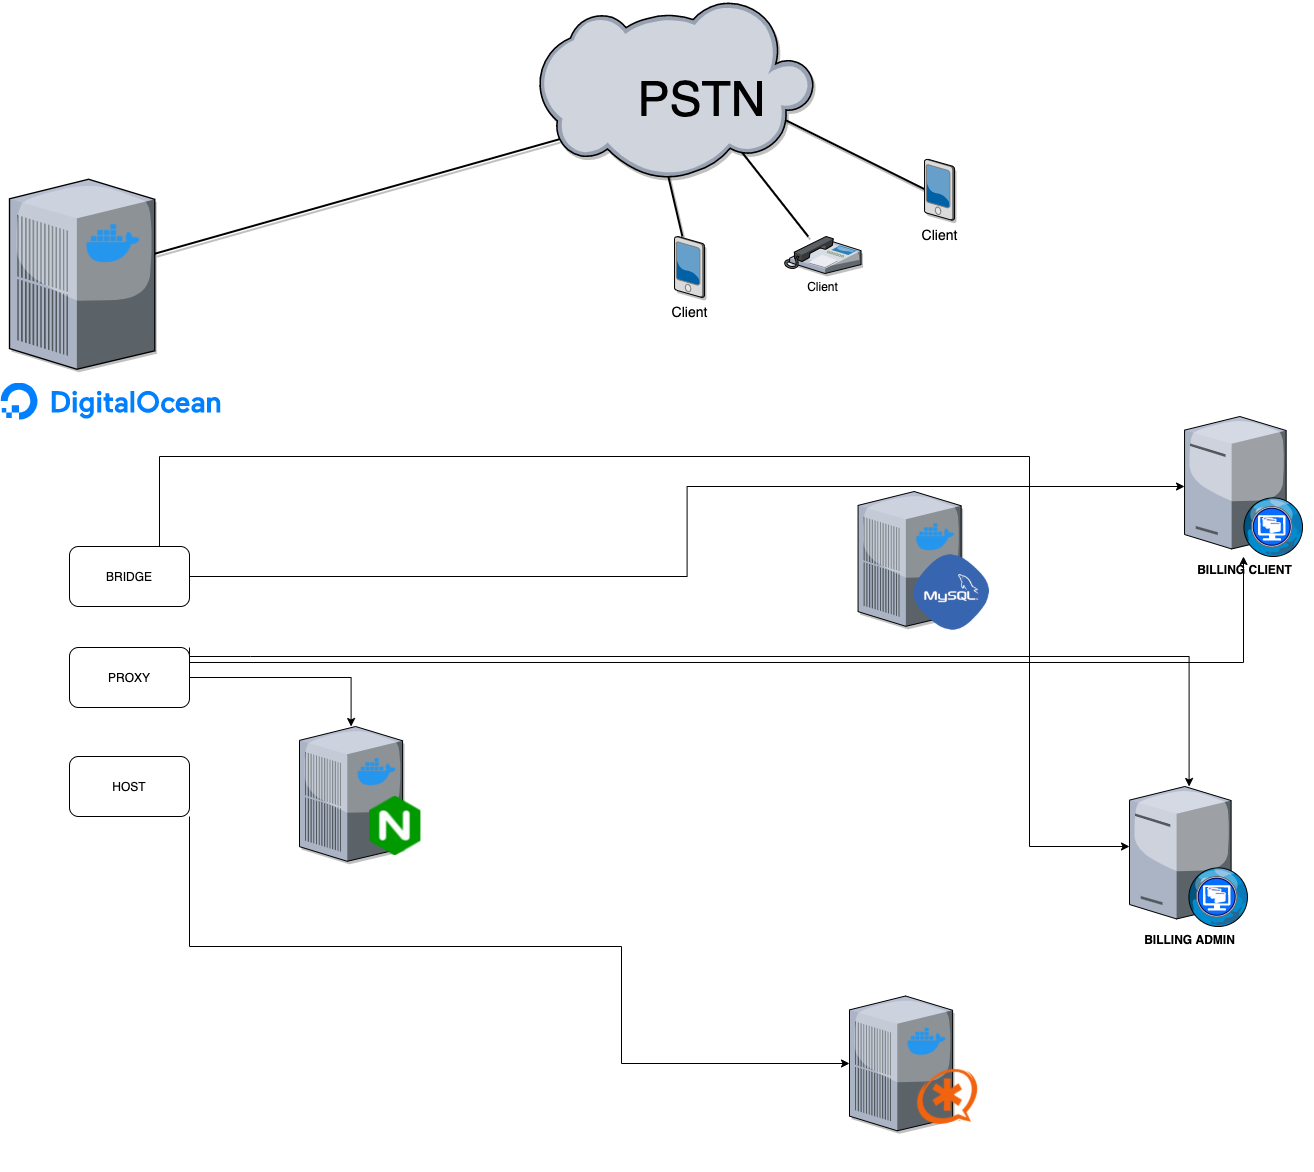 PSTN
Client
Client
Client
DigitalOcean
BRIDGE
MySQL
BILLING CLIENT
PROXY
HOST
N
BILLING ADMIN